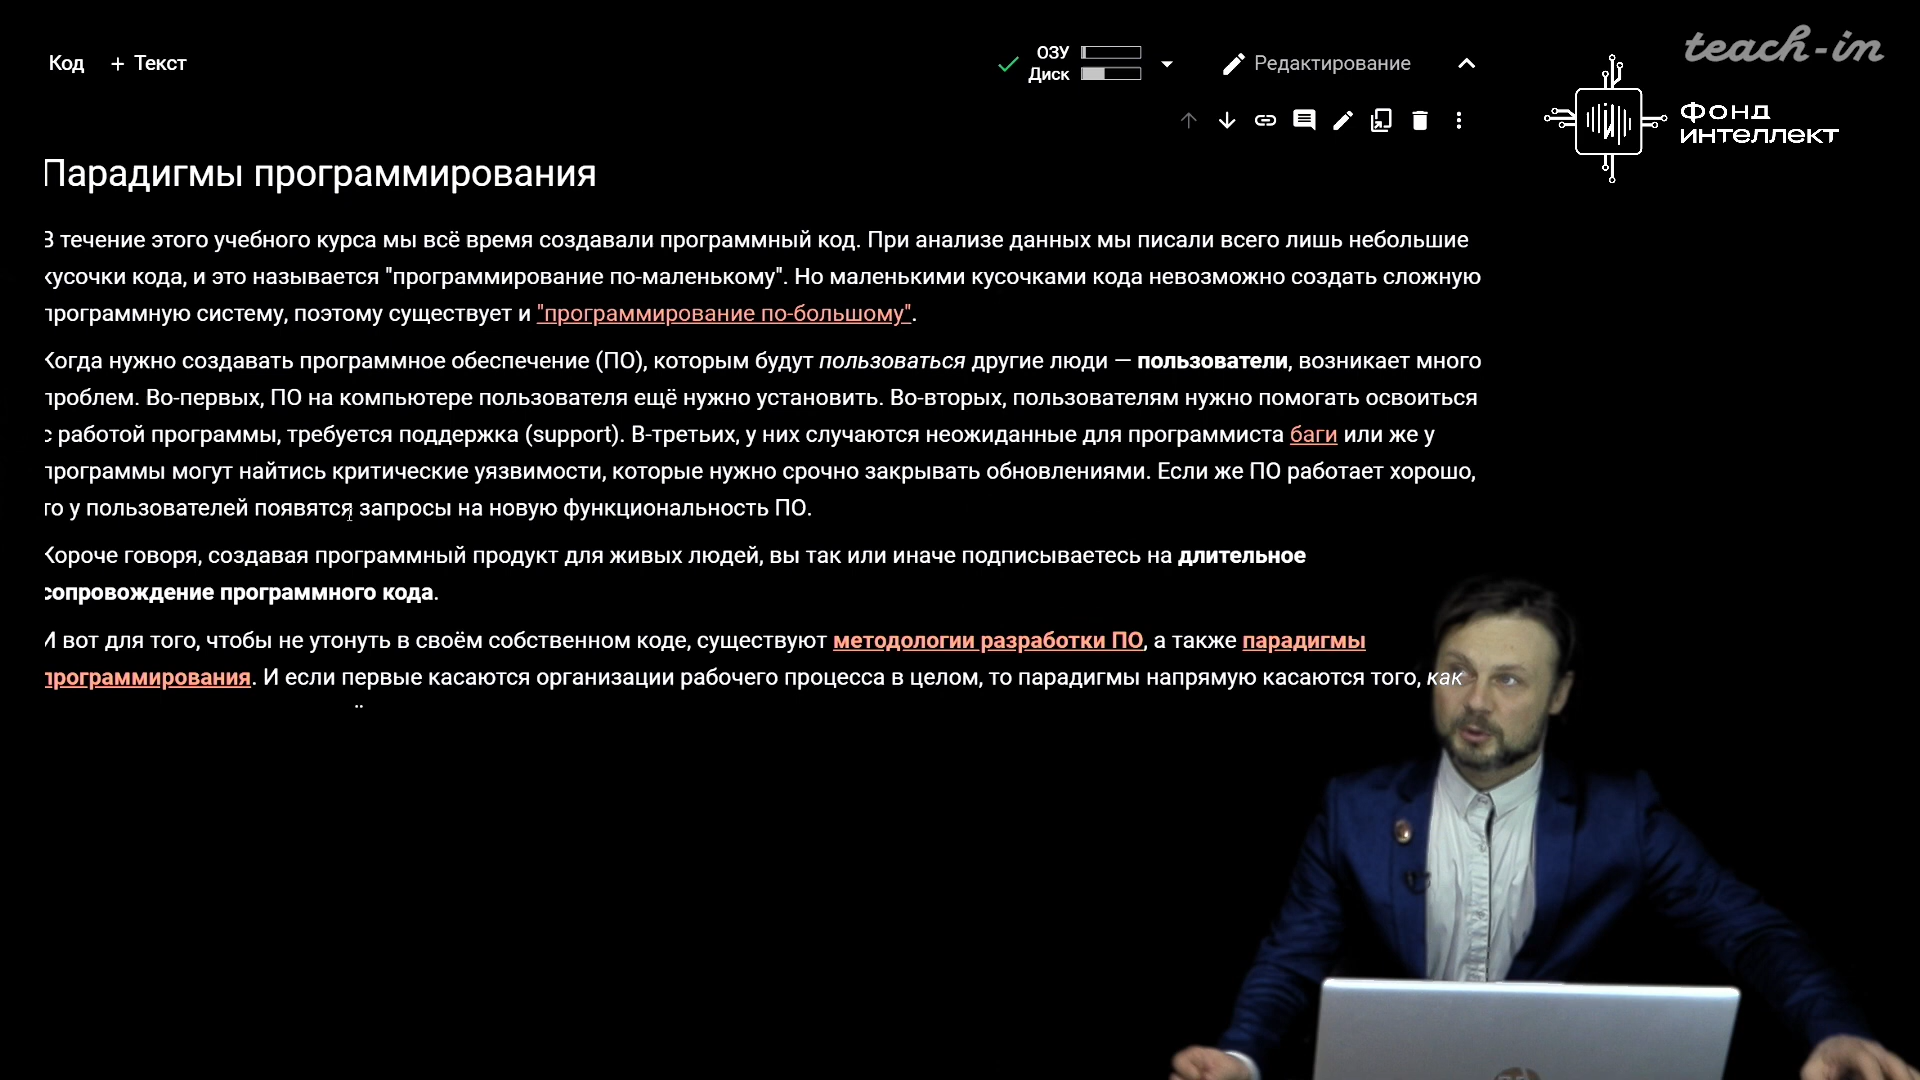 Код + Текст
ОЗУ
Диск
Редактирование
teach-in
Фонд
интеллект
Парадигмы программирования
В течение этого учебного курса мы всё время создавали программный код. При анализе данных мы писали всего лишь небольшие
кусочки кода, и это называется "программирование по-маленькому". Но маленькими кусочками кода невозможно создать сложную
программную систему, поэтому существует и "программирование по-большому".
Когда нужно создавать программное обеспечение (ПО), которым будут пользоваться другие люди — пользователи, возникает много
проблем. Во-первых, ПО на компьютере пользователя ещё нужно установить. Во-вторых, пользователям нужно помогать освоиться
с работой программы, требуется поддержка (support). В-третьих, у них случаются неожиданные для программиста баги или же у
программы могут найтись критические уязвимости, которые нужно срочно закрывать обновлениями. Если же ПО работает хорошо,
то у пользователей появятся запросы на новую функциональность ПО.
Короче говоря, создавая программный продукт для живых людей, вы так или иначе подписываетесь на длительное
сопровождение программного кода.
И вот для того, чтобы не утонуть в своём собственном коде, существуют методологии разработки ПО, а также парадигмы
программирования. И если первые касаются организации рабочего процесса в целом, то парадигмы напрямую касаются того, как